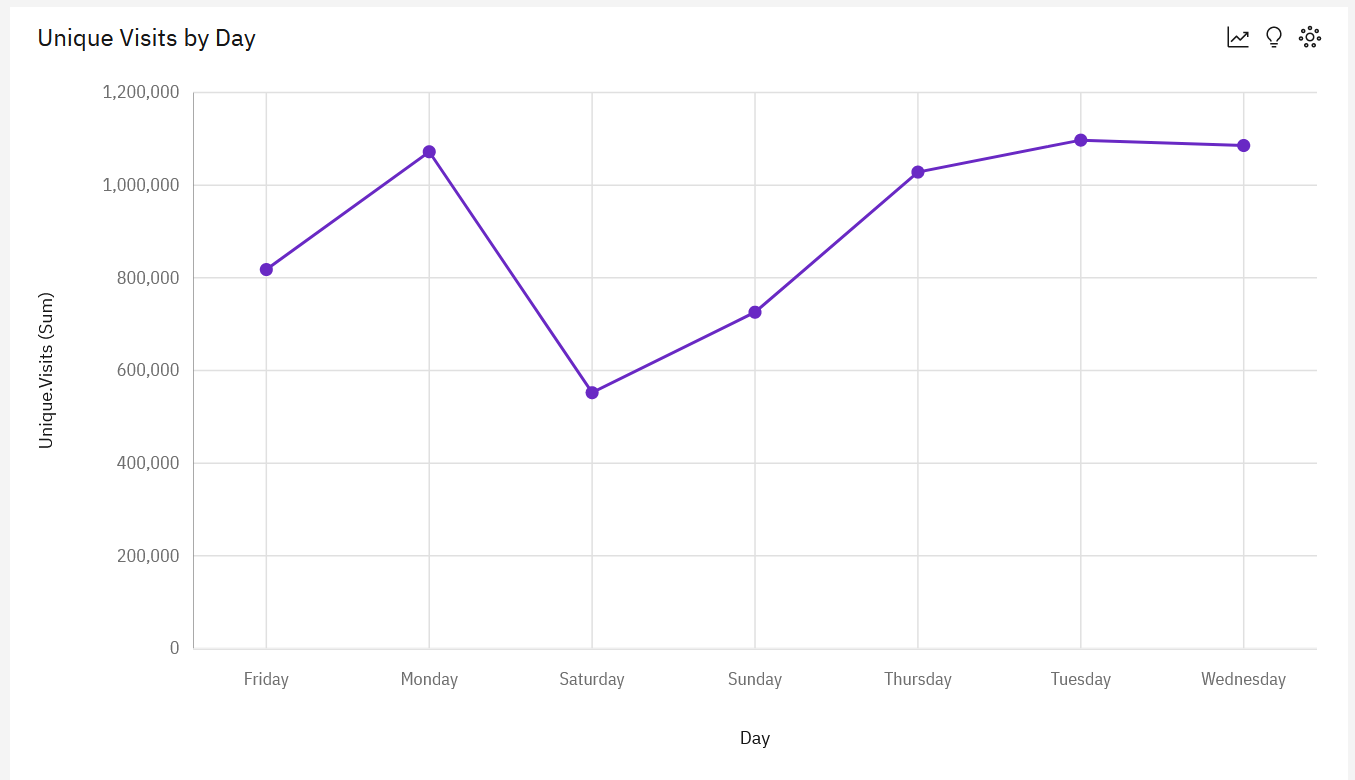 Unique Visits by Day
1,200,000
1,000,000
800,000
600,000
400,000
200,000
0
Unique.Visits (Sum)
Friday Monday Saturday Sunday Thursday Tuesday Wednesday
Day